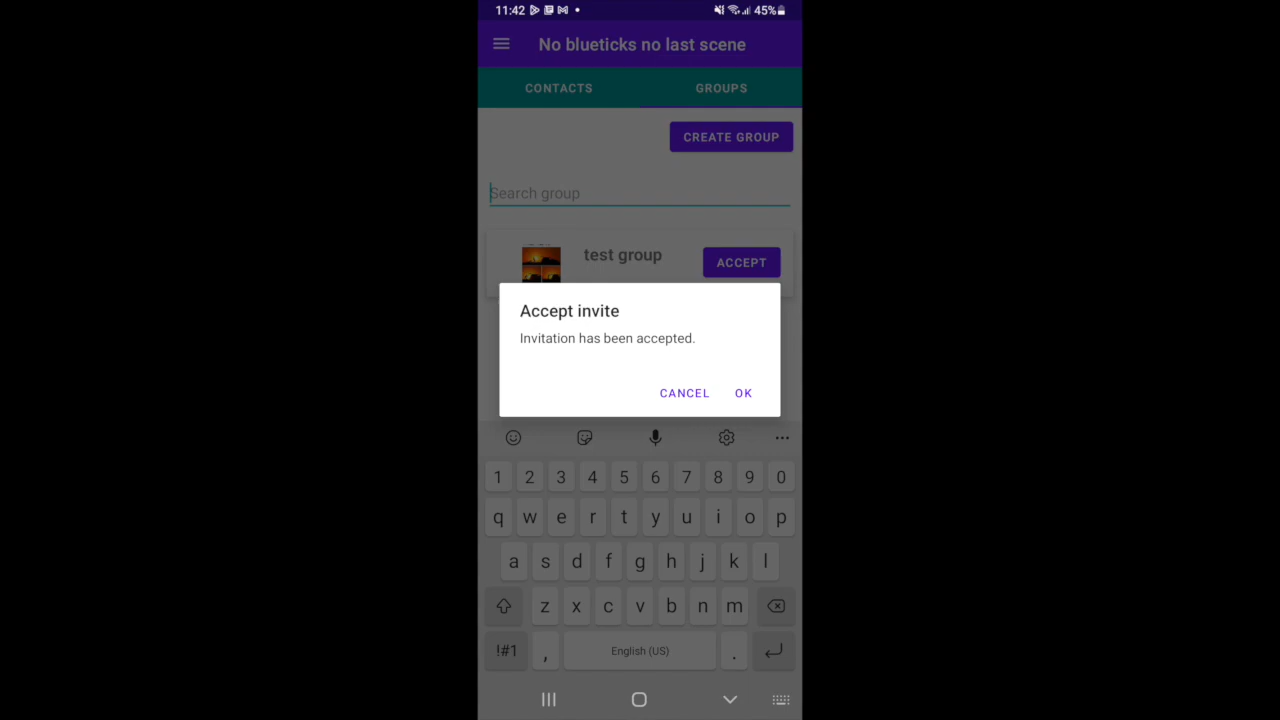 11:42 45%
No blueticks no last scene
CONTACTS GROUPS
CREATE GROUP
Search group
test group
ACCEPT
Accept invite
Invitation has been accepted.
CANCEL OK
1 2 3 4 5 6 7 8 9 0
q w e r t y u i o p
a s d f g h j k l
z x c v b n m
!#1 , English (US) .